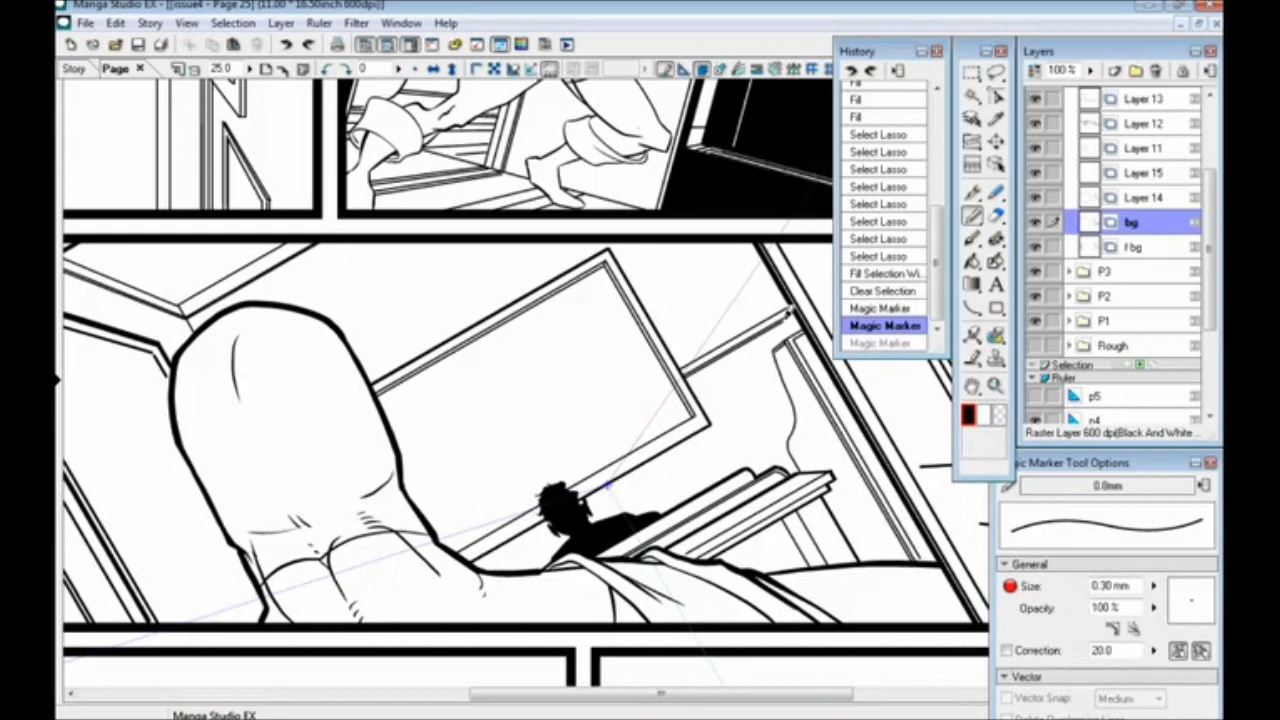 Manga Studio EX - [[issue4 - Page 25] (11.00 * 16.50inch 600dpi)]
File Edit Story View Selection Layer Ruler Filter Window Help
Story Page 25.0 0
History
Fill
Fill
Fill
Select Lasso
Select Lasso
Select Lasso
Select Lasso
Select Lasso
Select Lasso
Select Lasso
Select Lasso
Fill Selection Wi...
Clear Selection
Magic Marker
Magic Marker
Magic Marker
Layers
100 %
Layer 13
Layer 12
Layer 11
Layer 15
Layer 14
bg
f bg
P3
P2
P1
Rough
Selection
Ruler
p5
p4
Raster Layer 600 dpi(Black And White ...
Marker Tool Options
0.8mm
General
Size: 0.30 mm
Opacity: 100 %
Correction: 20.0
Vector
Vector Snap: Medium
Manga Studio EX